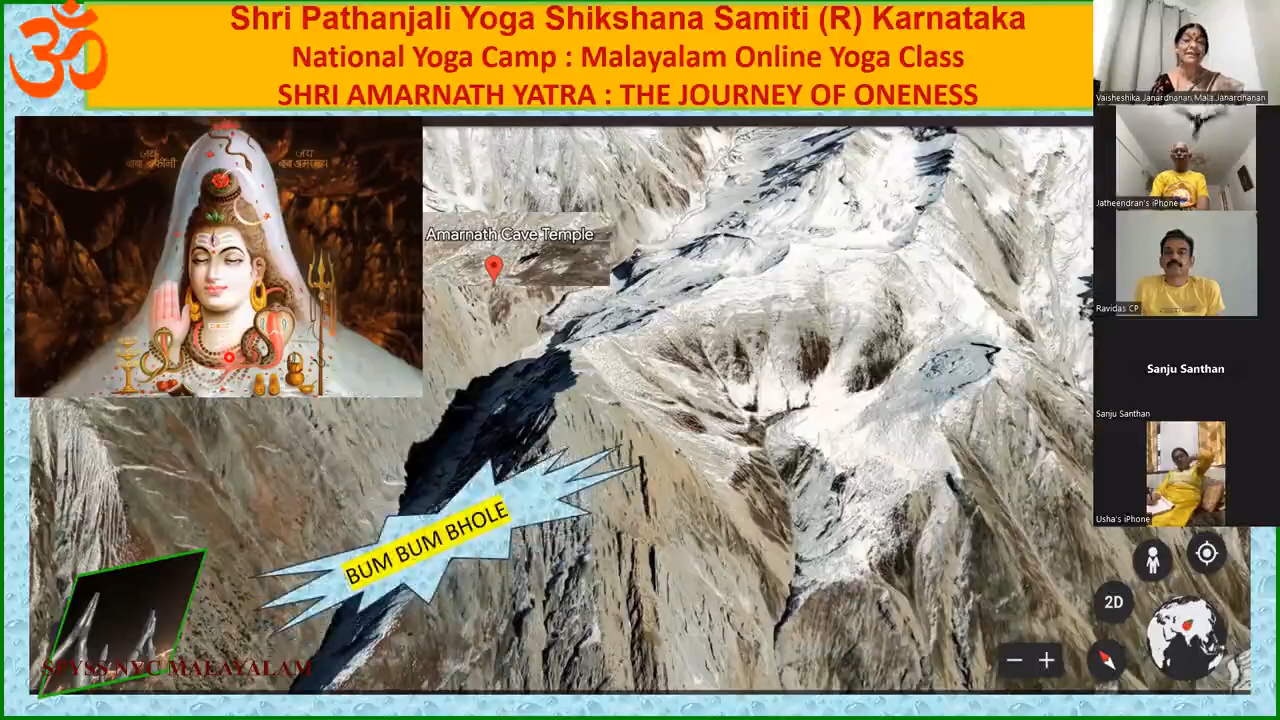 Shri Pathanjali Yoga Shikshana Samiti (R) Karnataka
National Yoga Camp : Malayalam Online Yoga Class
SHRI AMARNATH YATRA : THE JOURNEY OF ONENESS
ॐ
जय
जय
Amarnath Cave Temple
BUM BUM BHOLE
SPYSS NYC MALAYALAM
2D
Vaisheshika Janardhanan Mala Janardhanan
Jatheendran's iPhone
Ravidas CP
Sanju Santhan
Sanju Santhan
Usha's iPhone